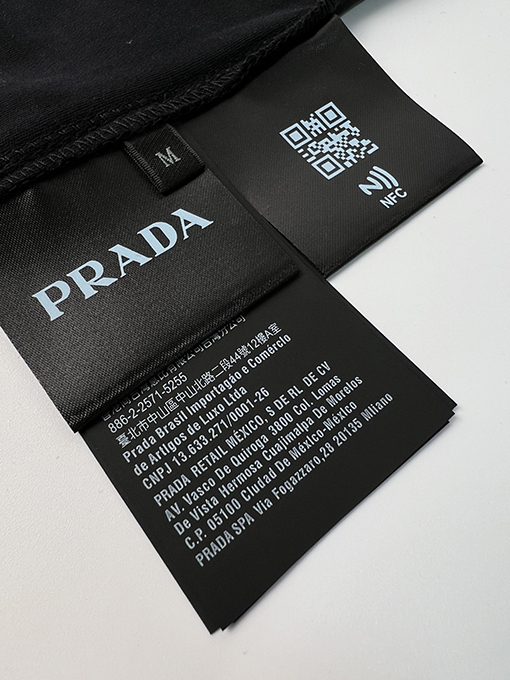 M
PRADA
NFC
886-2-2571-5255
臺北市中山區中山北路二段44號12樓A室
Prada Brasil Importação e Comércio
de Artigos de Luxo Ltda
CNPJ 13.633.271/0001-26
PRADA RETAIL MEXICO, S DE RL DE CV
AV. Vasco De Quiroga 3800 Col. Lomas
De Vista Hermosa Cuajimalpa De Morelos
C.P. 05100 Ciudad De México.México
PRADA SPA Via Fogazzaro,28 20135 Milano